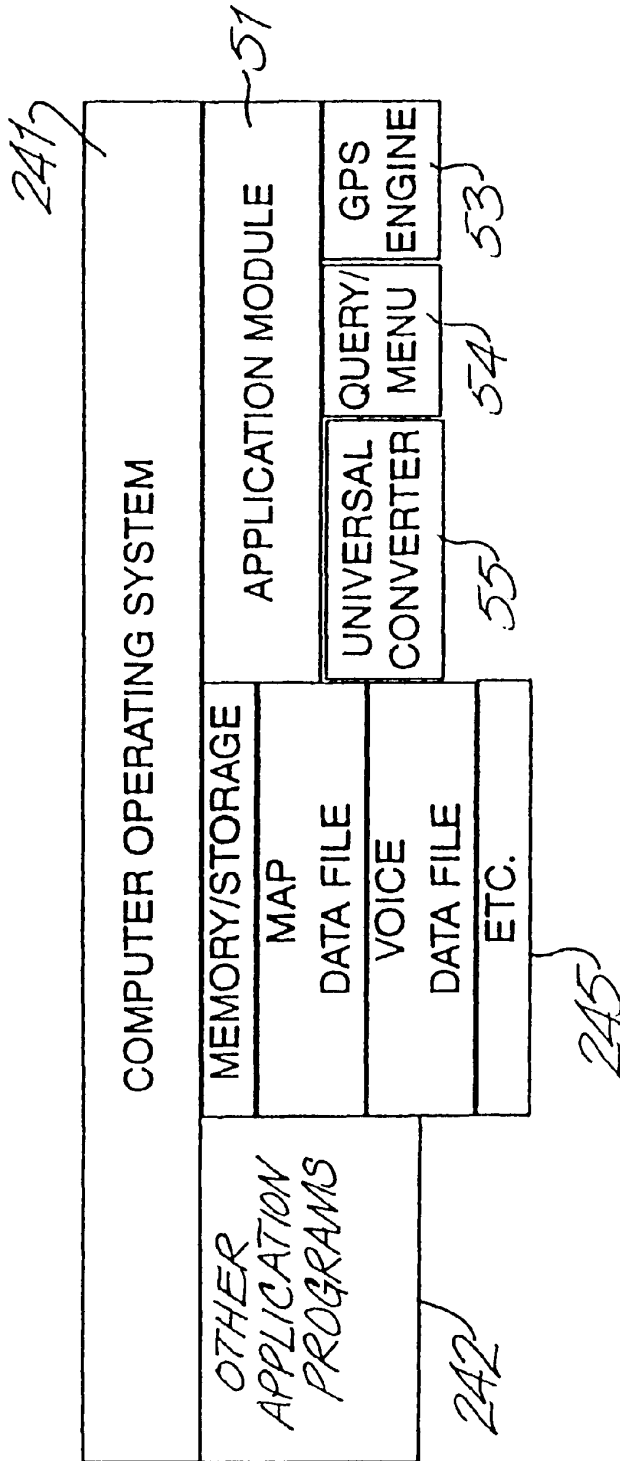 241
COMPUTER OPERATING SYSTEM
OTHER
APPLICATION
PROGRAMS
242
MEMORY/STORAGE
MAP
DATA FILE
VOICE
DATA FILE
ETC.
245
APPLICATION MODULE
51
UNIVERSAL
CONVERTER
55
QUERY/
MENU
54
GPS
ENGINE
53